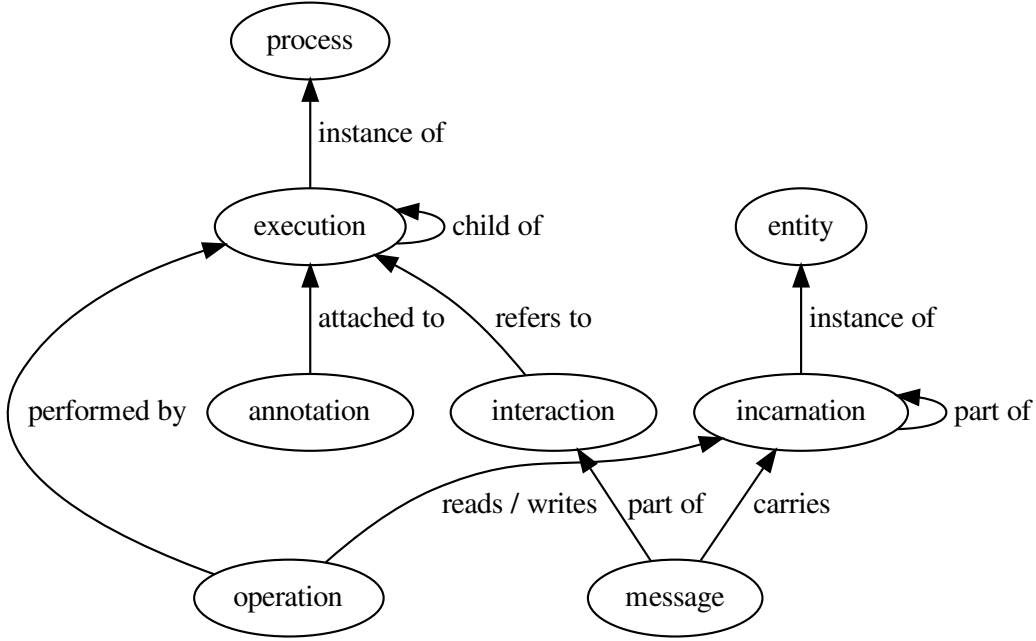 process
instance of
execution
child of
entity
attached to
refers to
instance of
performed by
annotation
interaction
incarnation
part of
reads / writes
part of
carries
operation
message